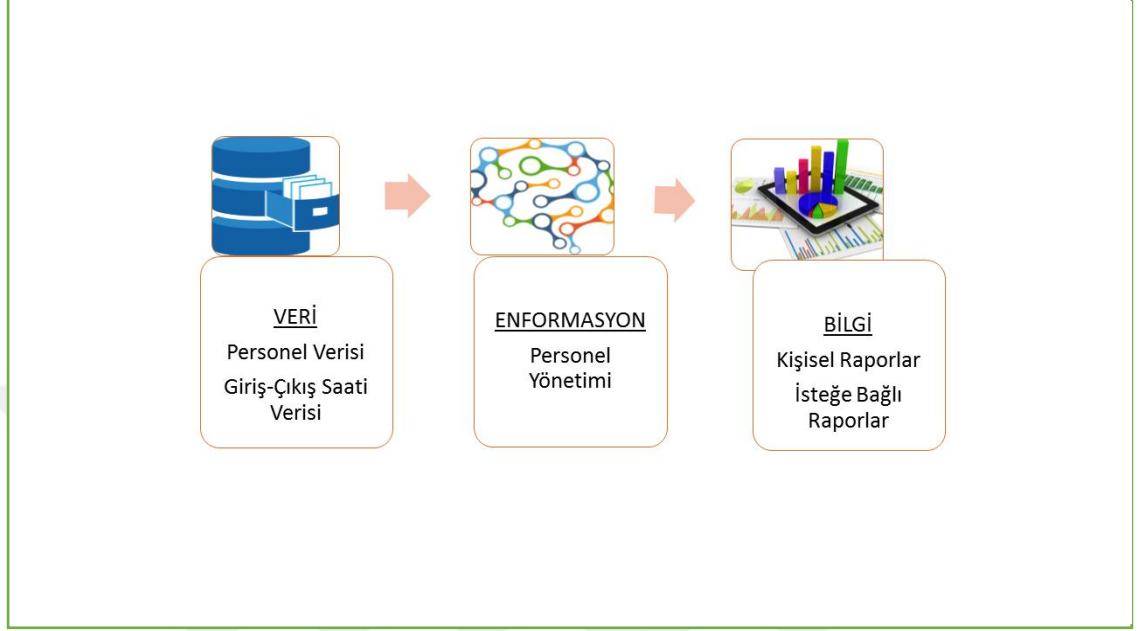 VERİ
Personel Verisi
Giriş-Çıkış Saati
Verisi
ENFORMASYON
Personel
Yönetimi
BİLGİ
Kişisel Raporlar
İsteğe Bağlı
Raporlar